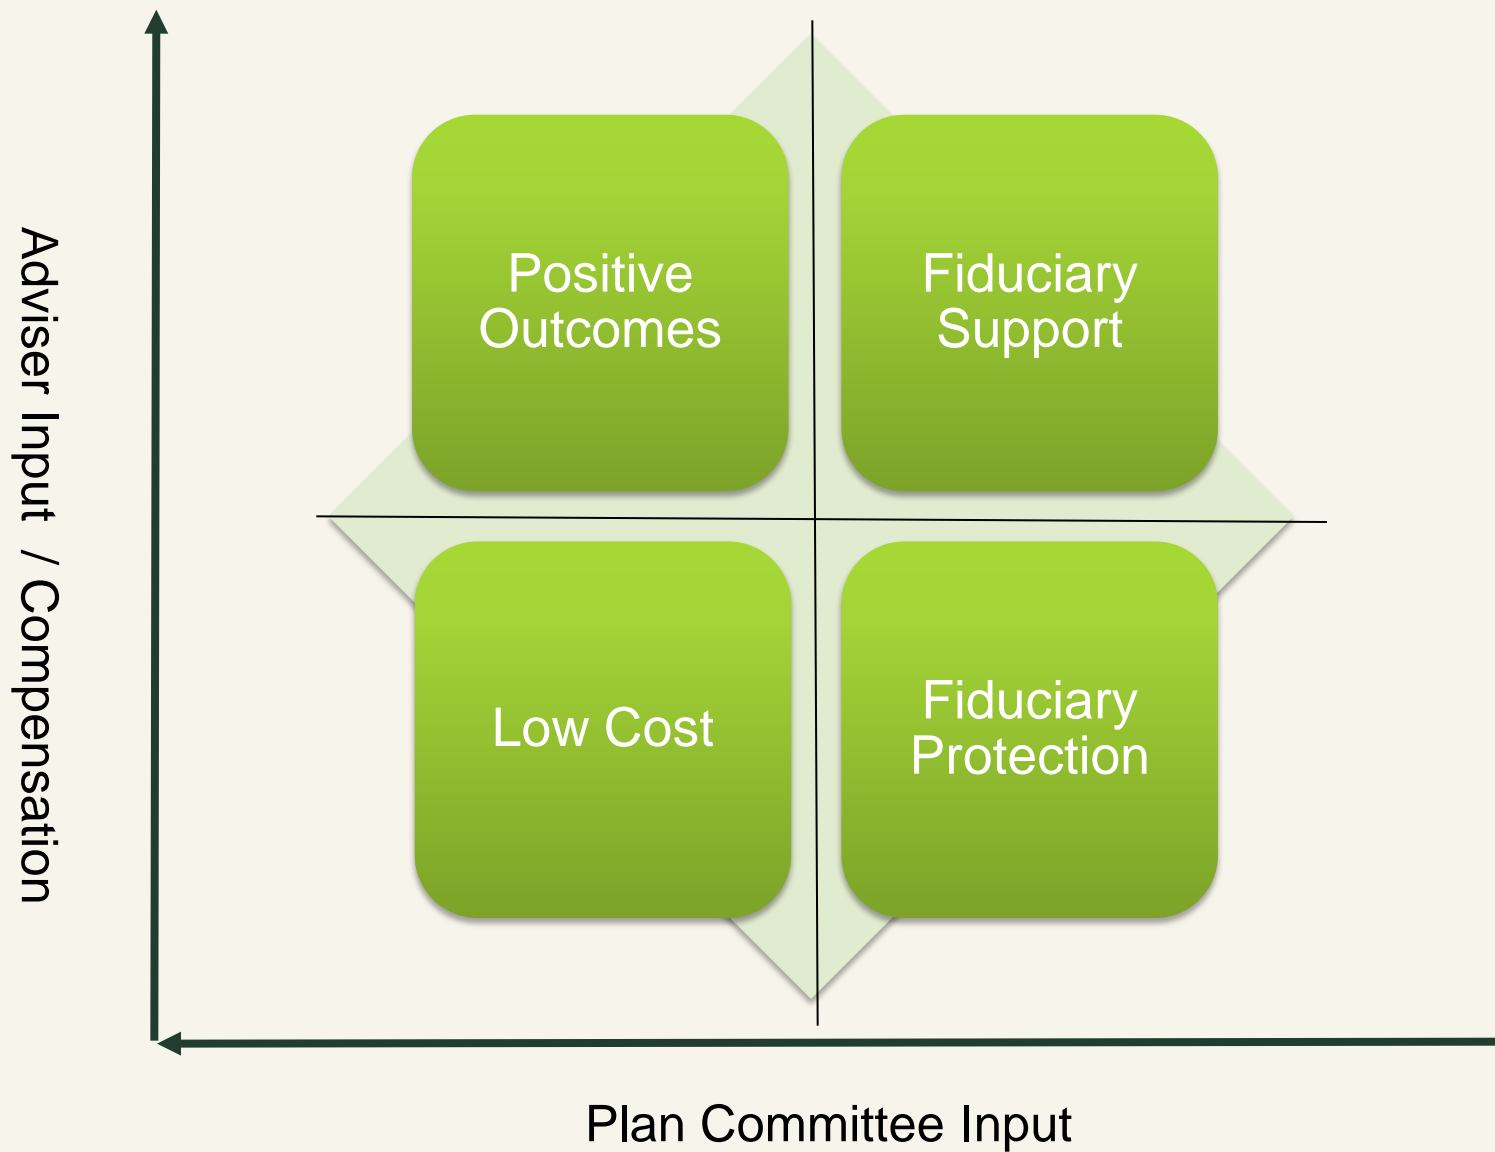 Adviser Input / Compensation
Positive
Outcomes
Fiduciary
Support
Low Cost
Fiduciary
Protection
Plan Committee Input